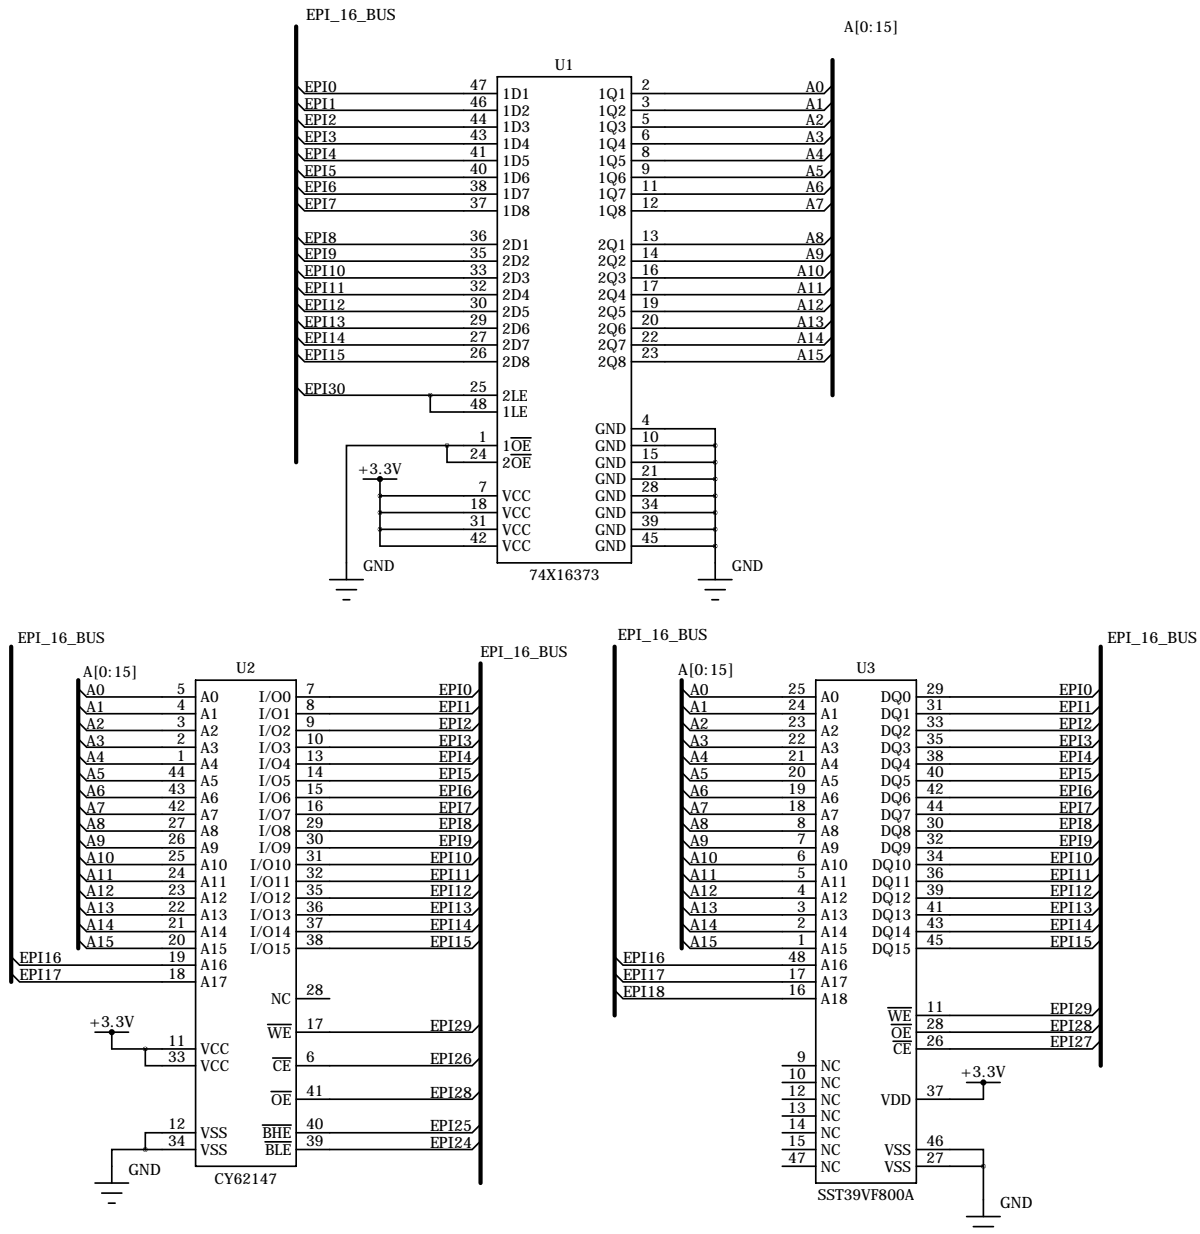 EPI_16_BUS
A[0:15]
U1
EPI0 47 1D1 1Q1 2 A0
EPI1 46 1D2 1Q2 3 A1
EPI2 44 1D3 1Q3 5 A2
EPI3 43 1D4 1Q4 6 A3
EPI4 41 1D5 1Q5 8 A4
EPI5 40 1D6 1Q6 9 A5
EPI6 38 1D7 1Q7 11 A6
EPI7 37 1D8 1Q8 12 A7
EPI8 36 2D1 2Q1 13 A8
EPI9 35 2D2 2Q2 14 A9
EPI10 33 2D3 2Q3 16 A10
EPI11 32 2D4 2Q4 17 A11
EPI12 30 2D5 2Q5 19 A12
EPI13 29 2D6 2Q6 20 A13
EPI14 27 2D7 2Q7 22 A14
EPI15 26 2D8 2Q8 23 A15
EPI30 25 2LE
48 1LE
GND 4
1 1OE GND 10
24 2OE GND 15
+3.3V GND 21
7 VCC GND 28
18 VCC GND 34
31 VCC GND 39
42 VCC GND 45
GND GND
74X16373
EPI_16_BUS
EPI_16_BUS
A[0:15]
U2
A0 5 A0 I/O0 7 EPI0
A1 4 A1 I/O1 8 EPI1
A2 3 A2 I/O2 9 EPI2
A3 2 A3 I/O3 10 EPI3
A4 1 A4 I/O4 13 EPI4
A5 44 A5 I/O5 14 EPI5
A6 43 A6 I/O6 15 EPI6
A7 42 A7 I/O7 16 EPI7
A8 27 A8 I/O8 29 EPI8
A9 26 A9 I/O9 30 EPI9
A10 25 A10 I/O10 31 EPI10
A11 24 A11 I/O11 32 EPI11
A12 23 A12 I/O12 35 EPI12
A13 22 A13 I/O13 36 EPI13
A14 21 A14 I/O14 37 EPI14
A15 20 A15 I/O15 38 EPI15
EPI16 19 A16
EPI17 18 A17
NC 28
+3.3V WE 17 EPI29
11 VCC
33 VCC CE 6 EPI26
OE 41 EPI28
12 VSS BHE 40 EPI25
34 VSS BLE 39 EPI24
GND
CY62147
EPI_16_BUS
EPI_16_BUS
A[0:15]
U3
A0 25 A0 DQ0 29 EPI0
A1 24 A1 DQ1 31 EPI1
A2 23 A2 DQ2 33 EPI2
A3 22 A3 DQ3 35 EPI3
A4 21 A4 DQ4 38 EPI4
A5 20 A5 DQ5 40 EPI5
A6 19 A6 DQ6 42 EPI6
A7 18 A7 DQ7 44 EPI7
A8 8 A8 DQ8 30 EPI8
A9 7 A9 DQ9 32 EPI9
A10 6 A10 DQ10 34 EPI10
A11 5 A11 DQ11 36 EPI11
A12 4 A12 DQ12 39 EPI12
A13 3 A13 DQ13 41 EPI13
A14 2 A14 DQ14 43 EPI14
A15 1 A15 DQ15 45 EPI15
EPI16 48 A16
EPI17 17 A17
EPI18 16 A18
WE 11 EPI29
OE 28 EPI28
CE 26 EPI27
9 NC
10 NC +3.3V
12 NC VDD 37
13 NC
14 NC
15 NC VSS 46
47 NC VSS 27
SST39VF800A
GND